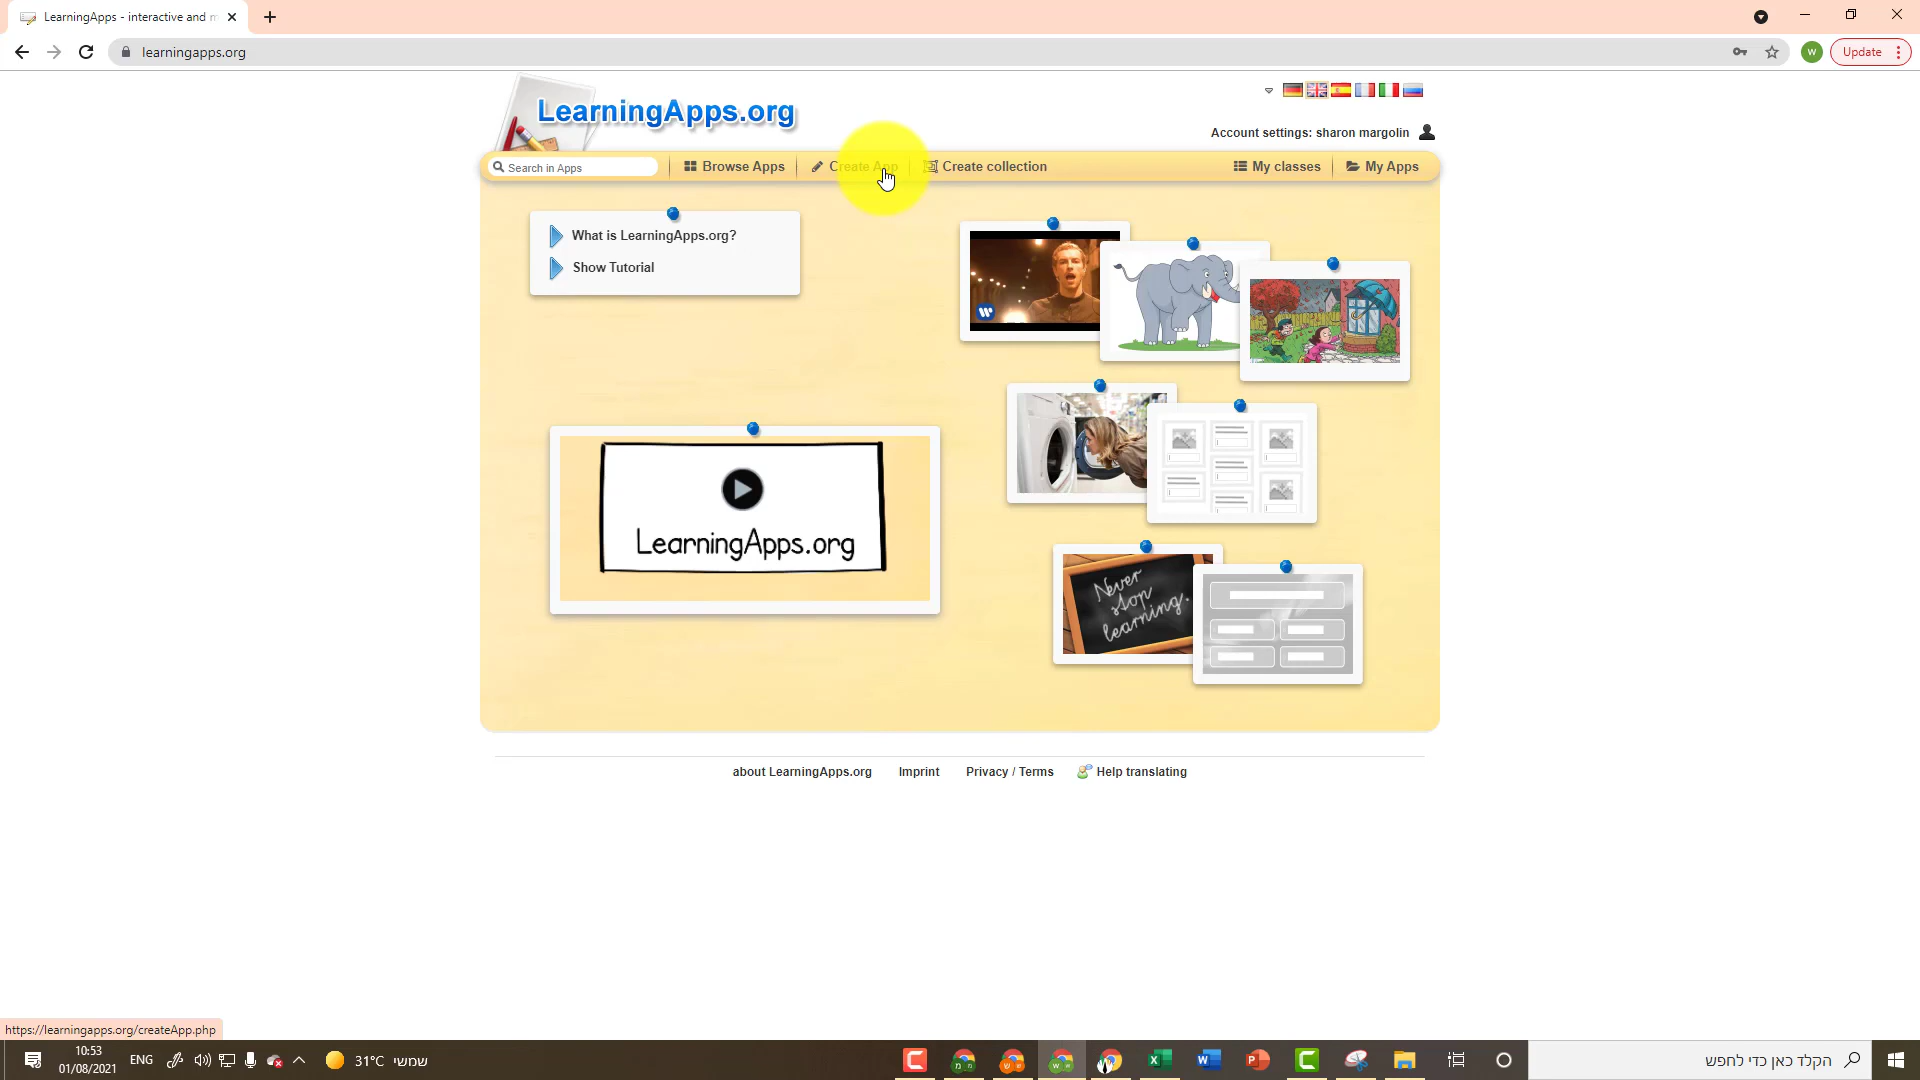 LearningApps - interactive and m
learningapps.org
W
Update
LearningApps.org
Account settings: sharon margolin
Search in Apps
Browse Apps
Create App
Create collection
My classes
My Apps
What is LearningApps.org?
Show Tutorial
LearningApps.org
Never
stop
learning.
about LearningApps.org
Imprint
Privacy / Terms
Help translating
https://learningapps.org/createApp.php
10:53
01/08/2021
ENG
31°C
שמשי
הקלד כאן כדי לחפש